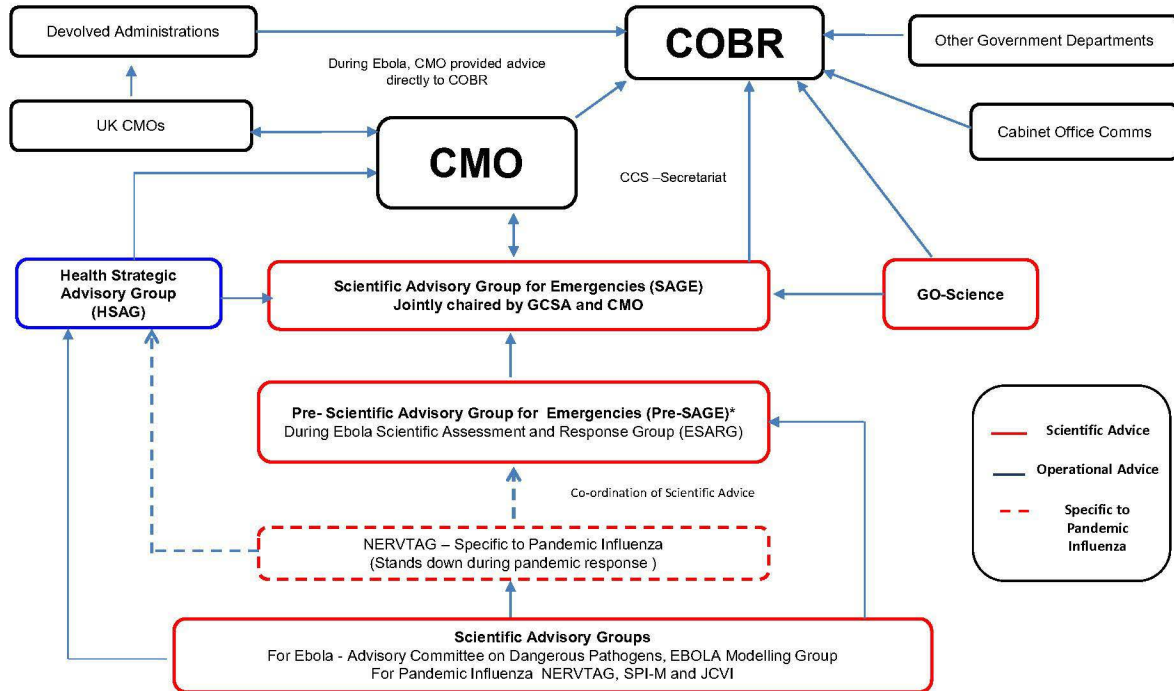 Devolved Administrations
COBR
Other Government Departments
During Ebola, CMO provided advice
directly to COBR
UK CMOs
Cabinet Office Comms
CMO
CCS –Secretariat
Health Strategic
Advisory Group
(HSAG)
Scientific Advisory Group for Emergencies (SAGE)
Jointly chaired by GCSA and CMO
GO-Science
Pre- Scientific Advisory Group for Emergencies (Pre-SAGE)*
During Ebola Scientific Assessment and Response Group (ESARG)
Scientific Advice
Operational Advice
Specific to
Pandemic
Influenza
Co-ordination of Scientific Advice
NERVTAG – Specific to Pandemic Influenza
(Stands down during pandemic response )
Scientific Advisory Groups
For Ebola - Advisory Committee on Dangerous Pathogens, EBOLA Modelling Group
For Pandemic Influenza NERVTAG, SPI-M and JCVI